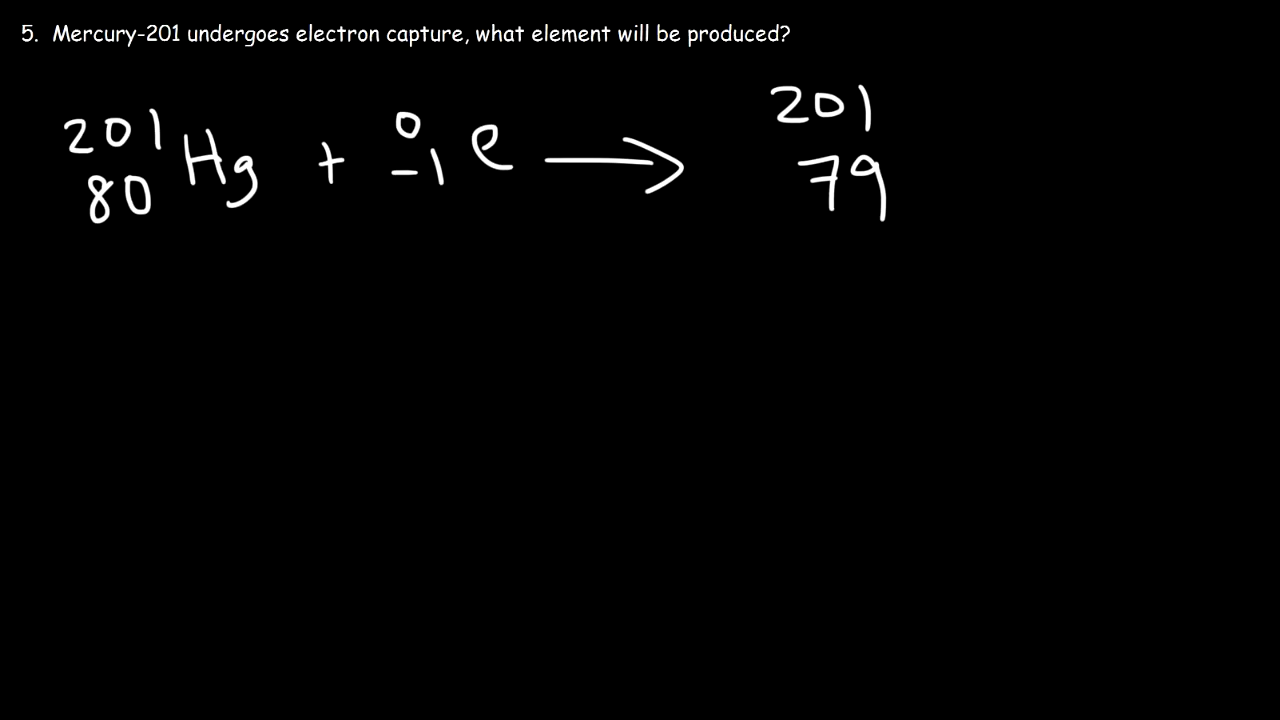 5. Mercury-201 undergoes electron capture, what element will be produced?
201 0 201
80 Hg + -1 e → 79